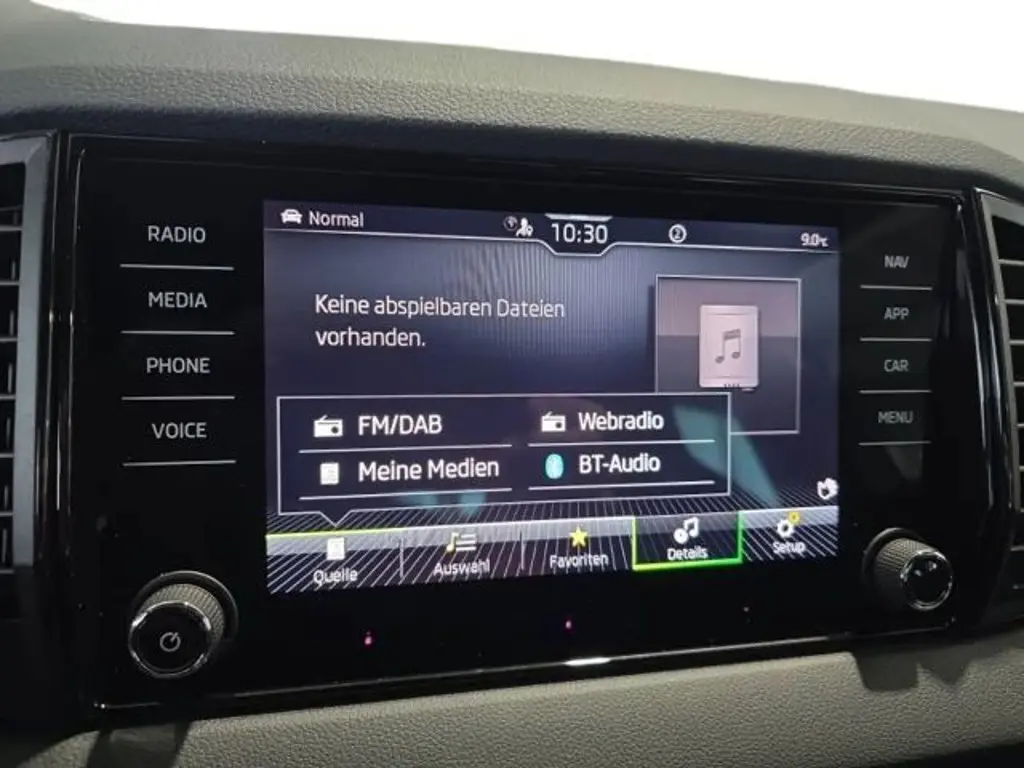 RADIO
MEDIA
PHONE
VOICE
Normal
10:30
2
9.0°C
Keine abspielbaren Dateien
vorhanden.
FM/DAB
Webradio
Meine Medien
BT-Audio
Quelle
Auswahl
Favoriten
Details
Setup
NAV
APP
CAR
MENU